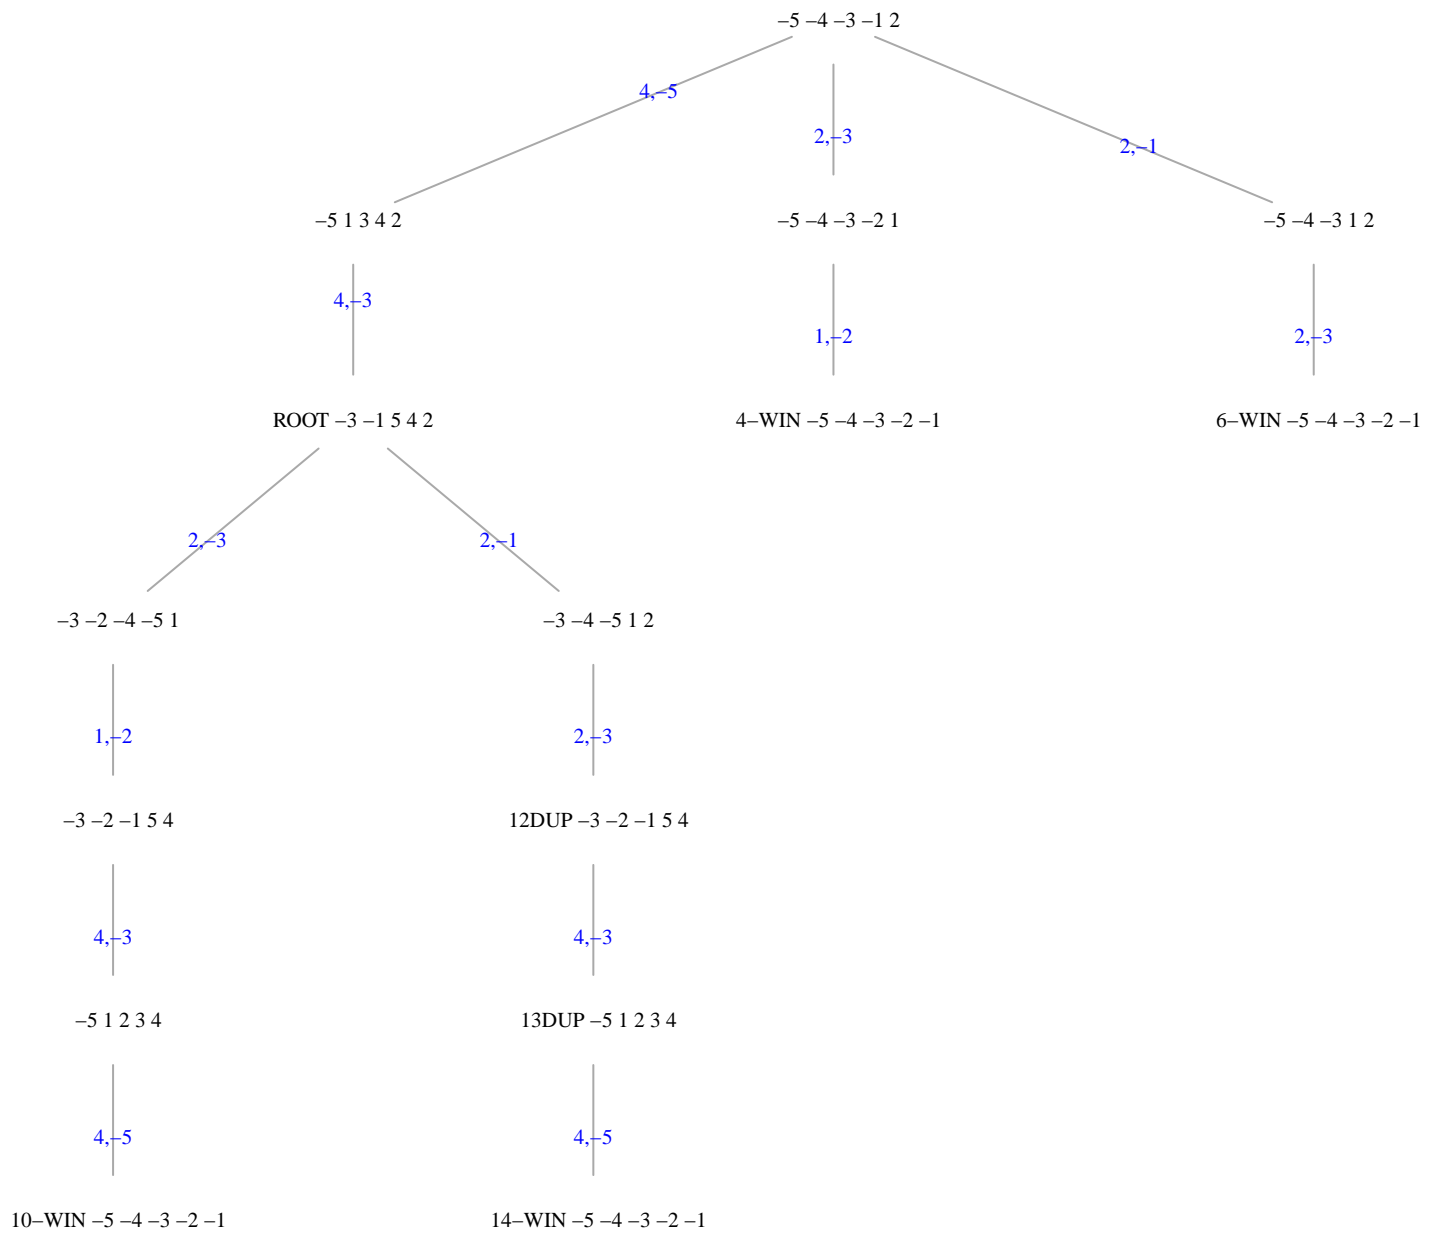 −5 −4 −3 −1 2
4,−5
2,−3
2,−1
−5 1 3 4 2
−5 −4 −3 −2 1
−5 −4 −3 1 2
4,−3
1,−2
2,−3
ROOT −3 −1 5 4 2
4−WIN −5 −4 −3 −2 −1
6−WIN −5 −4 −3 −2 −1
2,−3
2,−1
−3 −2 −4 −5 1
−3 −4 −5 1 2
1,−2
2,−3
−3 −2 −1 5 4
12DUP −3 −2 −1 5 4
4,−3
4,−3
−5 1 2 3 4
13DUP −5 1 2 3 4
4,−5
4,−5
10−WIN −5 −4 −3 −2 −1
14−WIN −5 −4 −3 −2 −1